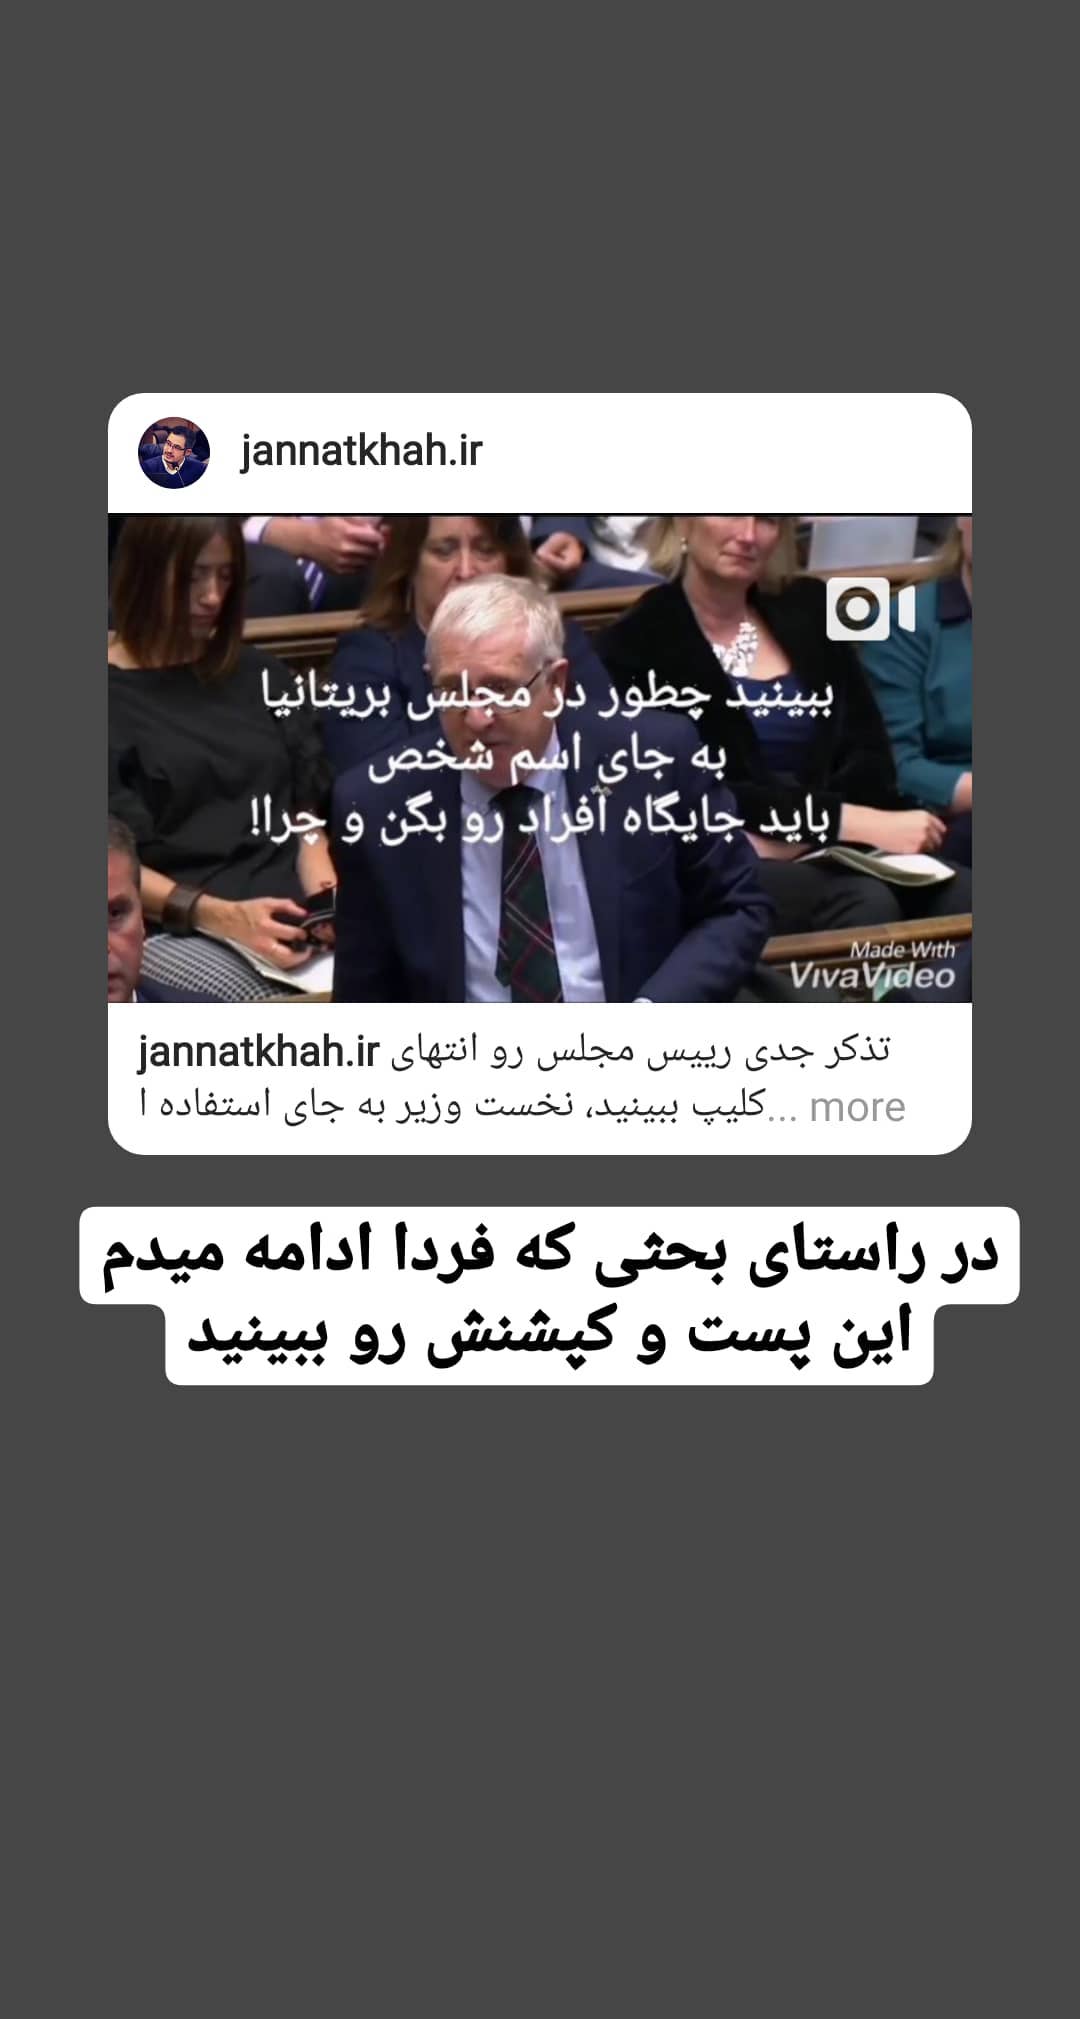 jannatkhah.ir
ببینید چطور در مجلس بریتانیا
به جای اسم شخص
باید جایگاه افراد رو بگن و چرا!
Made With
VivaVideo
jannatkhah.ir تذکر جدی رییس مجلس رو انتهای
کلیپ ببینید، نخست وزیر به جای استفاده ا... more
در راستای بحثی که فردا ادامه میدم
این پست و کپشنش رو ببینید